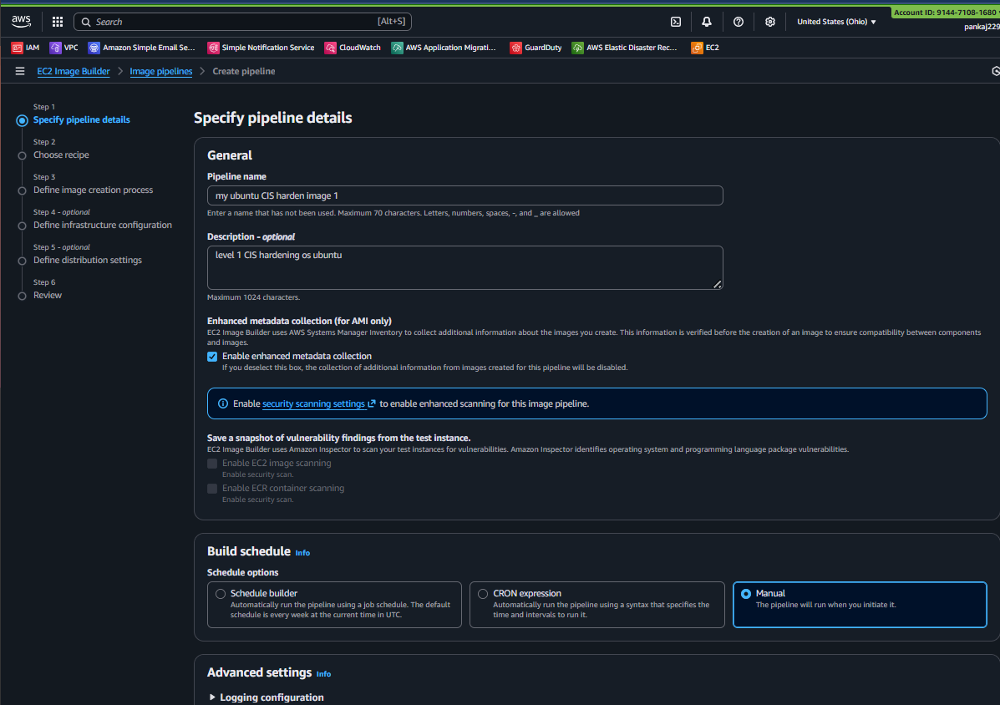 aws
Search [Alt+S]
United States (Ohio)
Account ID: 9144-7108-1680
pankaj229
IAM VPC Amazon Simple Email Se... Simple Notification Service CloudWatch AWS Application Migrati... GuardDuty AWS Elastic Disaster Rec... EC2
EC2 Image Builder > Image pipelines > Create pipeline
Step 1
Specify pipeline details
Step 2
Choose recipe
Step 3
Define image creation process
Step 4 - optional
Define infrastructure configuration
Step 5 - optional
Define distribution settings
Step 6
Review
Specify pipeline details
General
Pipeline name
my ubuntu CIS harden image 1
Enter a name that has not been used. Maximum 70 characters. Letters, numbers, spaces, -, and _ are allowed
Description - optional
level 1 CIS hardening os ubuntu
Maximum 1024 characters.
Enhanced metadata collection (for AMI only)
EC2 Image Builder uses AWS Systems Manager Inventory to collect additional information about the images you create. This information is verified before the creation of an image to ensure compatibility between components
and images.
Enable enhanced metadata collection
If you deselect this box, the collection of additional information from images created for this pipeline will be disabled.
Enable security scanning settings to enable enhanced scanning for this image pipeline.
Save a snapshot of vulnerability findings from the test instance.
EC2 Image Builder uses Amazon Inspector to scan your test instances for vulnerabilities. Amazon Inspector identifies operating system and programming language package vulnerabilities.
Enable EC2 image scanning
Enable security scan.
Enable ECR container scanning
Enable security scan.
Build schedule Info
Schedule options
Schedule builder
Automatically run the pipeline using a job schedule. The default
schedule is every week at the current time in UTC.
CRON expression
Automatically run the pipeline using a syntax that specifies the
time and intervals to run it.
Manual
The pipeline will run when you initiate it.
Advanced settings Info
Logging configuration